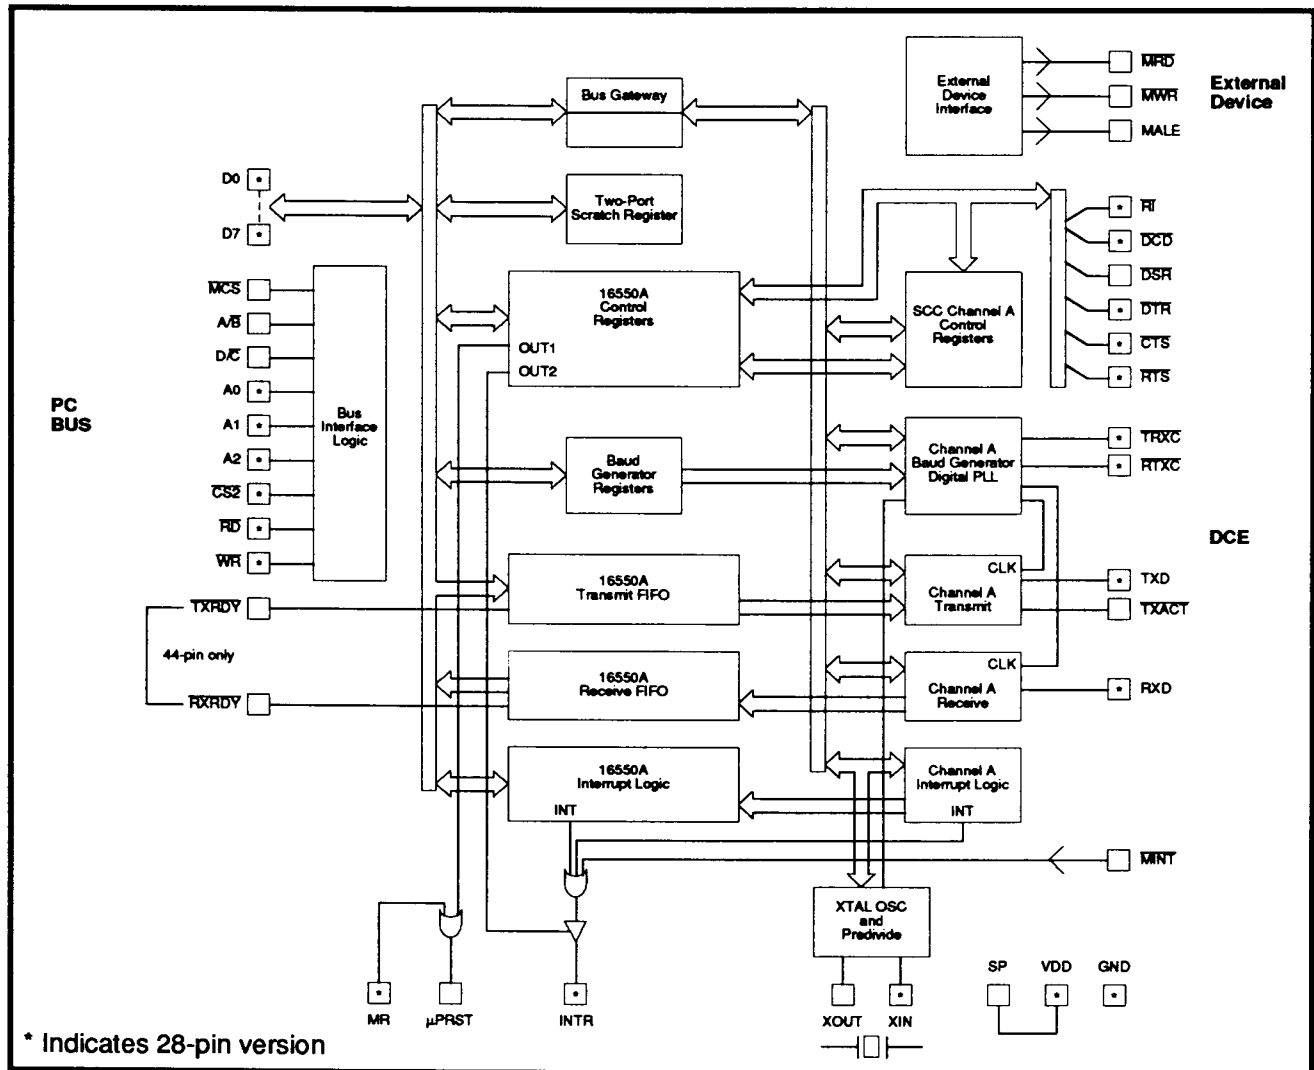 Bus Gateway
External
Device
Interface
MRD
MWR
MALE
External
Device
D0
D7
Two-Port
Scratch Register
RI
DCD
DSR
DTR
CTS
RTS
MCS
A/B
D/C
A0
A1
A2
CS2
RD
WR
Bus
Interface
Logic
PC
BUS
16550A
Control
Registers
OUT1
OUT2
SCC Channel A
Control
Registers
Baud
Generator
Registers
Channel A
Baud Generator
Digital PLL
TRXC
RTXC
DCE
TXRDY
44-pin only
RXRDY
16550A
Transmit FIFO
CLK
Channel A
Transmit
TXD
TXACT
16550A
Receive FIFO
CLK
Channel A
Receive
RXD
16550A
Interrupt Logic
INT
Channel A
Interrupt Logic
INT
MINT
XTAL OSC
and
Predivide
SP
VDD
GND
MR
µPRST
INTR
XOUT
XIN
* Indicates 28-pin version